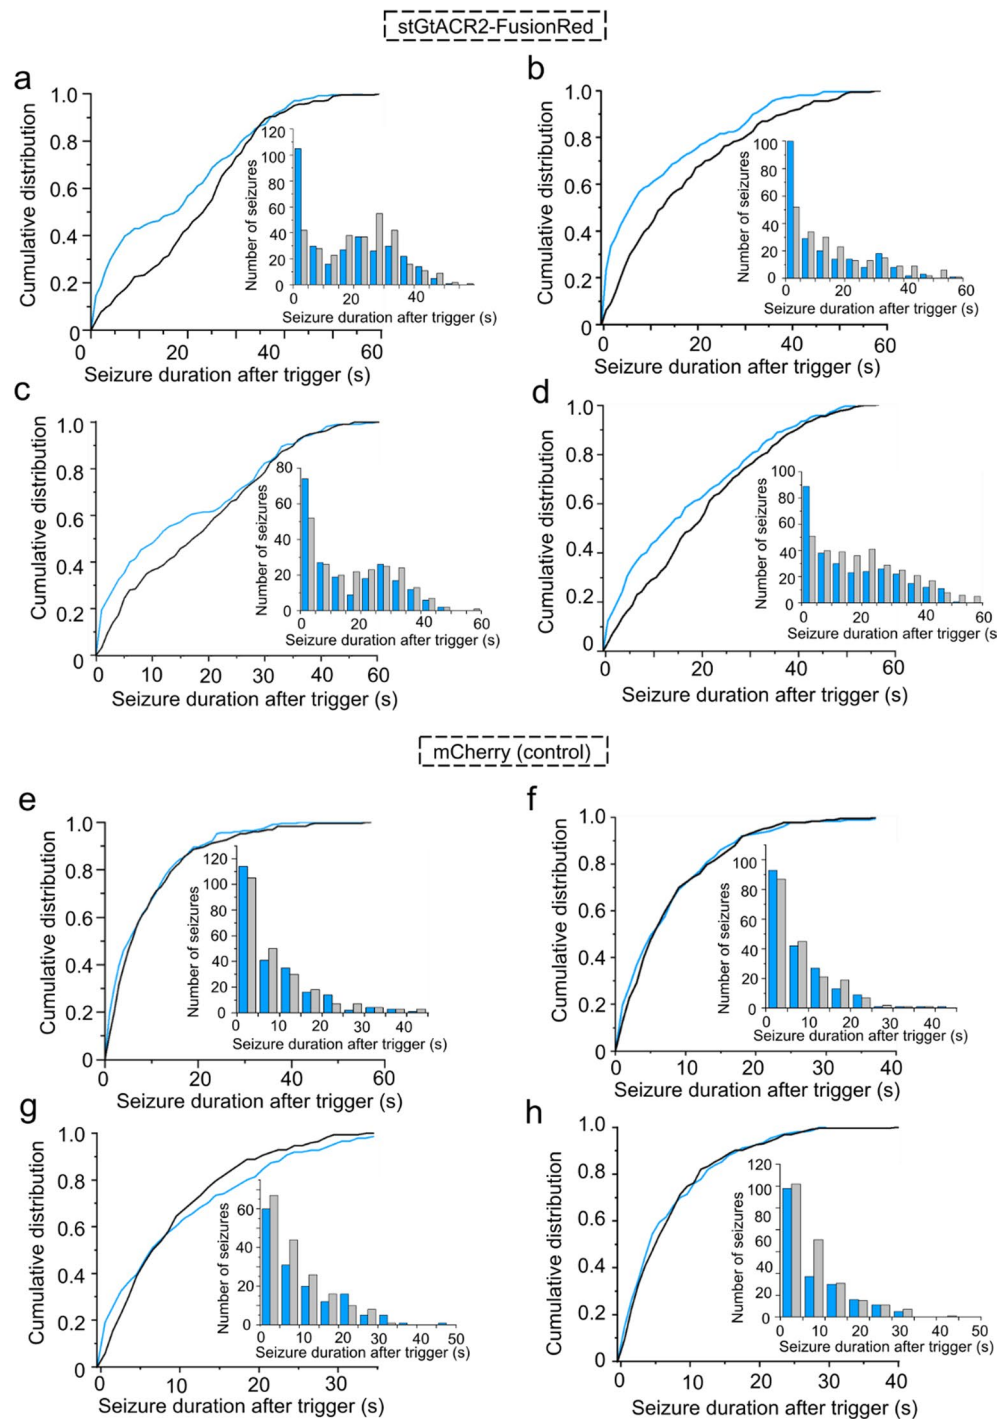 stGtACR2-FusionRed
a
Cumulative distribution
1.0
0.8
0.6
0.4
0.2
0
0 20 40 60
Seizure duration after trigger (s)
Number of seizures
120
100
80
60
40
20
0
0 20 40
Seizure duration after trigger (s)
b
Cumulative distribution
1.0
0.8
0.6
0.4
0.2
0
0 20 40 60
Seizure duration after trigger (s)
Number of seizures
100
80
60
40
20
0
0 20 40 60
Seizure duration after trigger (s)
c
Cumulative distribution
1.0
0.8
0.6
0.4
0.2
0
0 10 20 30 40 50 60
Seizure duration after trigger (s)
Number of seizures
80
60
40
20
0
0 20 40 60
Seizure duration after trigger (s)
d
Cumulative distribution
1.0
0.8
0.6
0.4
0.2
0
0 20 40 60
Seizure duration after trigger (s)
Number of seizures
100
80
60
40
20
0
0 20 40 60
Seizure duration after trigger (s)
mCherry (control)
e
Cumulative distribution
1.0
0.8
0.6
0.4
0.2
0
0 20 40 60
Seizure duration after trigger (s)
Number of seizures
120
100
80
60
40
20
0
0 10 20 30 40
Seizure duration after trigger (s)
f
Cumulative distribution
1.0
0.8
0.6
0.4
0.2
0
0 10 20 30 40
Seizure duration after trigger (s)
Number of seizures
100
80
60
40
20
0
0 10 20 30 40
Seizure duration after trigger (s)
g
Cumulative distribution
1.0
0.8
0.6
0.4
0.2
0
0 10 20 30
Seizure duration after trigger (s)
Number of seizures
60
40
20
0
0 10 20 30 40 50
Seizure duration after trigger (s)
h
Cumulative distribution
1.0
0.8
0.6
0.4
0.2
0
0 10 20 30 40
Seizure duration after trigger (s)
Number of seizures
120
100
80
60
40
20
0
0 10 20 30 40 50
Seizure duration after trigger (s)